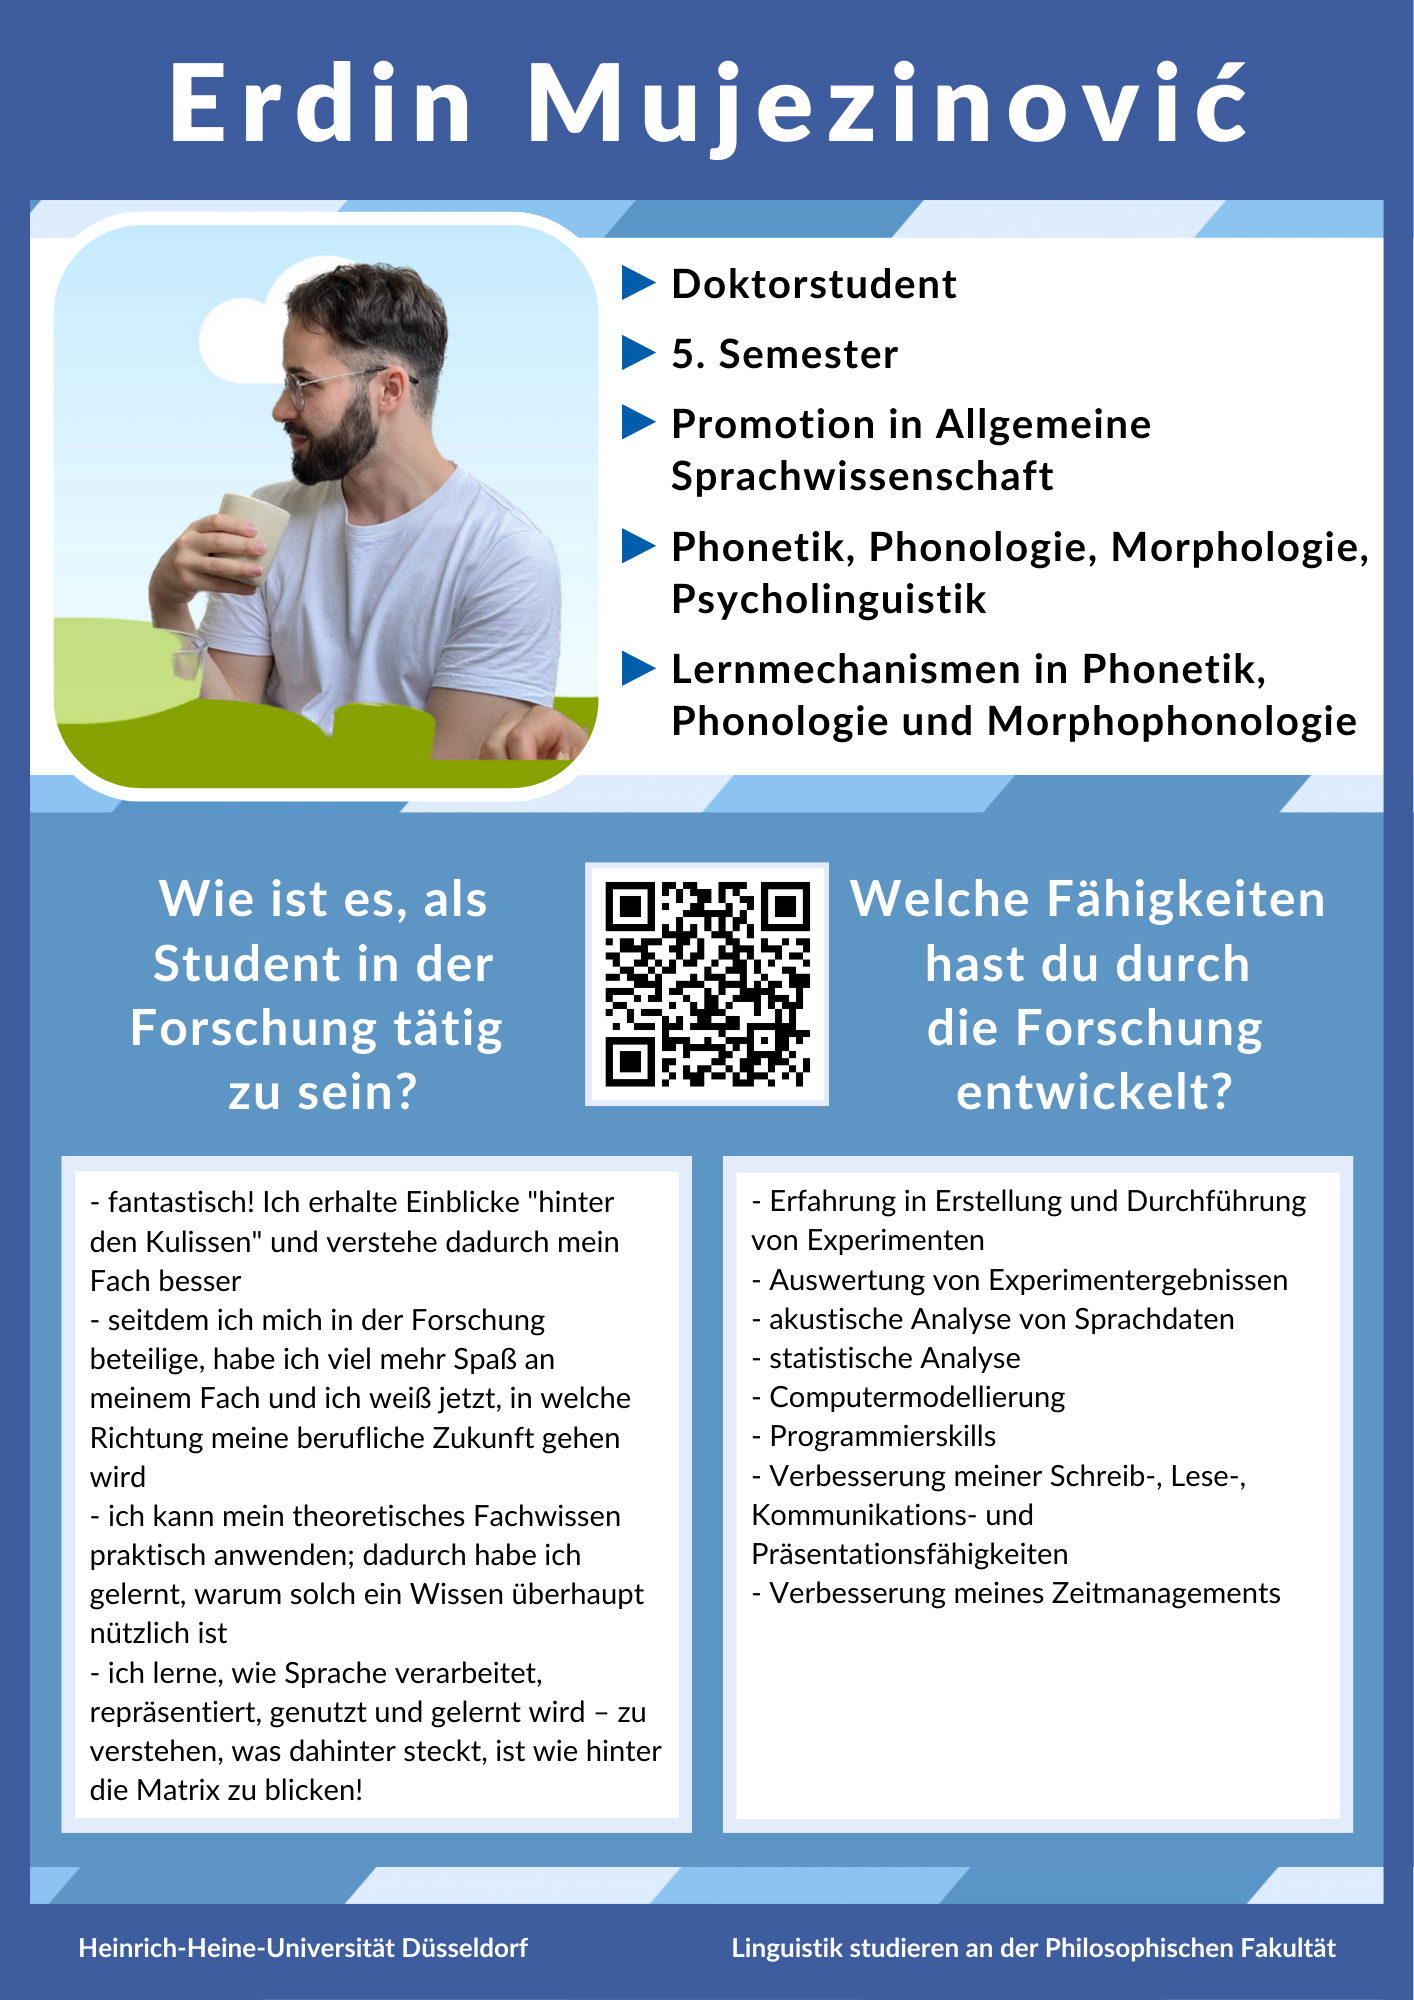 Erdin Mujezinović
Doktorstudent
5. Semester
Promotion in Allgemeine
Sprachwissenschaft
Phonetik, Phonologie, Morphologie,
Psycholinguistik
Lernmechanismen in Phonetik,
Phonologie und Morphophonologie
Wie ist es, als
Student in der
Forschung tätig
zu sein?
- fantastisch! Ich erhalte Einblicke "hinter
den Kulissen" und verstehe dadurch mein
Fach besser
- seitdem ich mich in der Forschung
beteilige, habe ich viel mehr Spaß an
meinem Fach und ich weiß jetzt, in welche
Richtung meine berufliche Zukunft gehen
wird
- ich kann mein theoretisches Fachwissen
praktisch anwenden; dadurch habe ich
gelernt, warum solch ein Wissen überhaupt
nützlich ist
- ich lerne, wie Sprache verarbeitet,
repräsentiert, genutzt und gelernt wird – zu
verstehen, was dahinter steckt, ist wie hinter
die Matrix zu blicken!
Welche Fähigkeiten
hast du durch
die Forschung
entwickelt?
- Erfahrung in Erstellung und Durchführung
von Experimenten
- Auswertung von Experimentergebnissen
- akustische Analyse von Sprachdaten
- statistische Analyse
- Computermodellierung
- Programmierskills
- Verbesserung meiner Schreib-, Lese-,
Kommunikations- und
Präsentationsfähigkeiten
- Verbesserung meines Zeitmanagements
Heinrich-Heine-Universität Düsseldorf
Linguistik studieren an der Philosophischen Fakultät